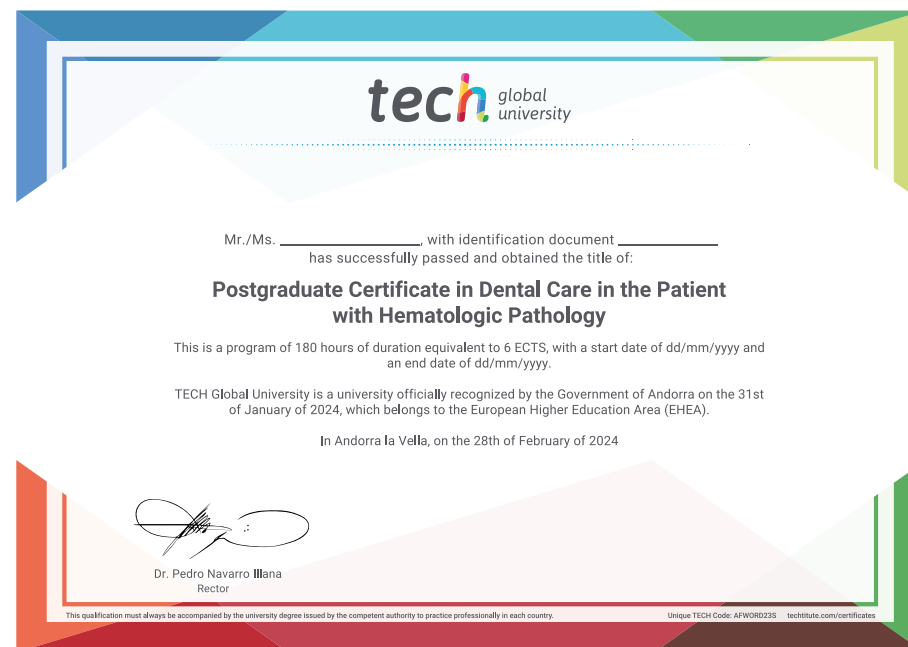 tech global university
Mr./Ms. ____________, with identification document ____________
has successfully passed and obtained the title of:
Postgraduate Certificate in Dental Care in the Patient
with Hematologic Pathology
This is a program of 180 hours of duration equivalent to 6 ECTS, with a start date of dd/mm/yyyy and
an end date of dd/mm/yyyy.
TECH Global University is a university officially recognized by the Government of Andorra on the 31st
of January of 2024, which belongs to the European Higher Education Area (EHEA).
In Andorra la Vella, on the 28th of February of 2024
Dr. Pedro Navarro Illana
Rector
This qualification must always be accompanied by the university degree issued by the competent authority to practice professionally in each country.
Unique TECH Code: AFWORD23S techtitute.com/certificates